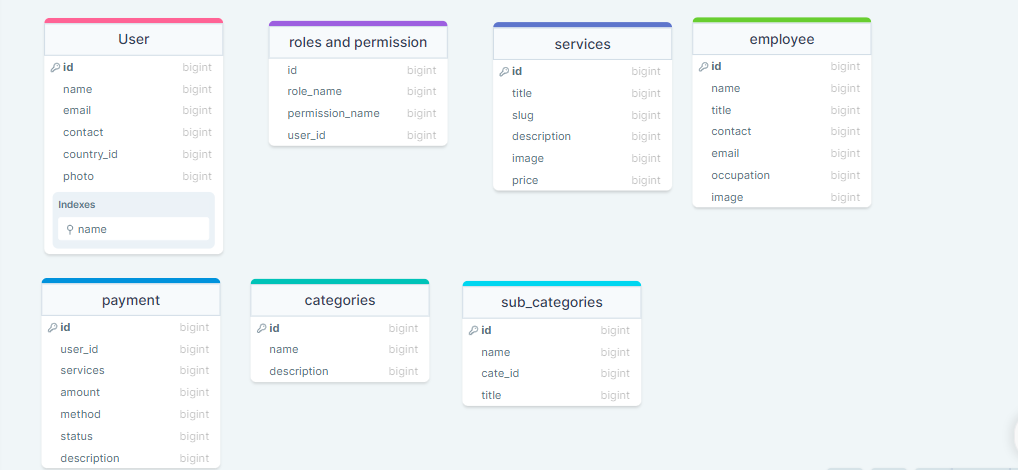 User
id bigint
name bigint
email bigint
contact bigint
country_id bigint
photo bigint
Indexes
name
roles and permission
id bigint
role_name bigint
permission_name bigint
user_id bigint
services
id bigint
title bigint
slug bigint
description bigint
image bigint
price bigint
employee
id bigint
name bigint
title bigint
contact bigint
email bigint
occupation bigint
image bigint
payment
id bigint
user_id bigint
services bigint
amount bigint
method bigint
status bigint
description bigint
categories
id bigint
name bigint
description bigint
sub_categories
id bigint
name bigint
cate_id bigint
title bigint